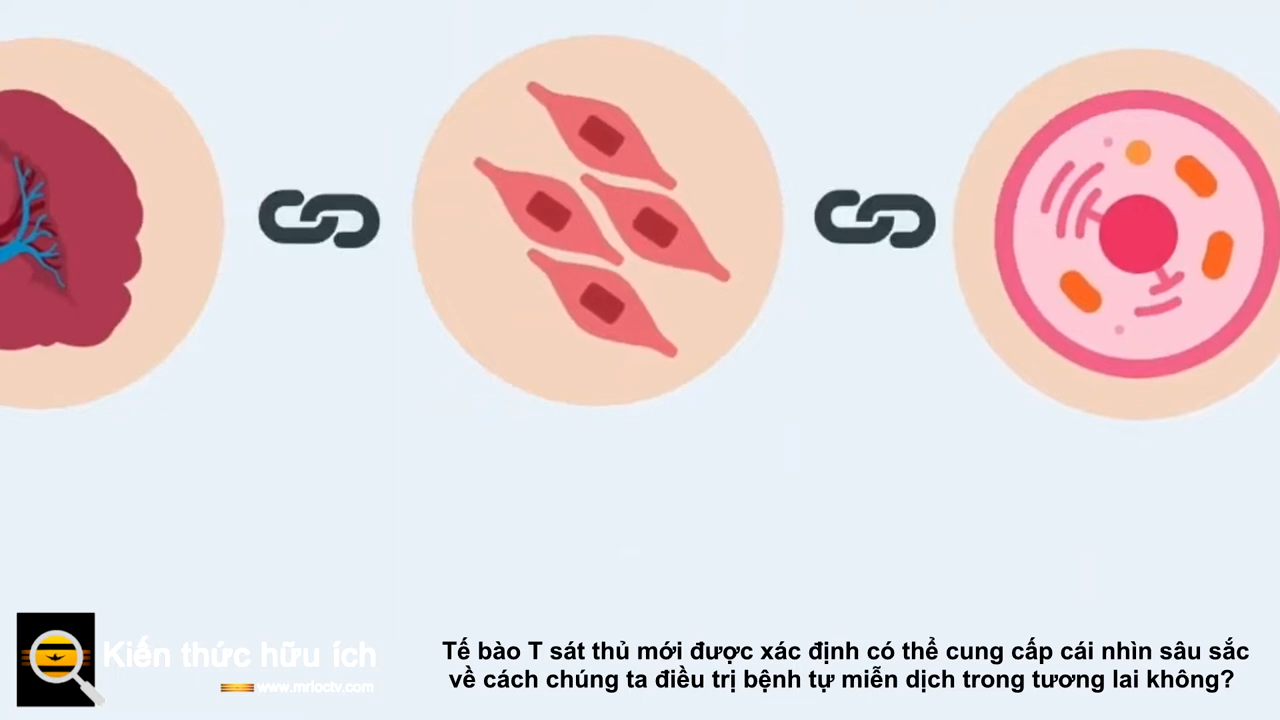 Kiến thức hữu ích
www.mrloctv.com
Tế bào T sát thủ mới được xác định có thể cung cấp cái nhìn sâu sắc
về cách chúng ta điều trị bệnh tự miễn dịch trong tương lai không?